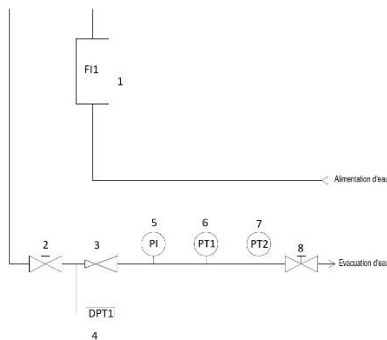 FI1
1
Alimentation d'eau
5 6 7
2 3 PI PT1 PT2 8
Evacuation d'eau
DPT1
4